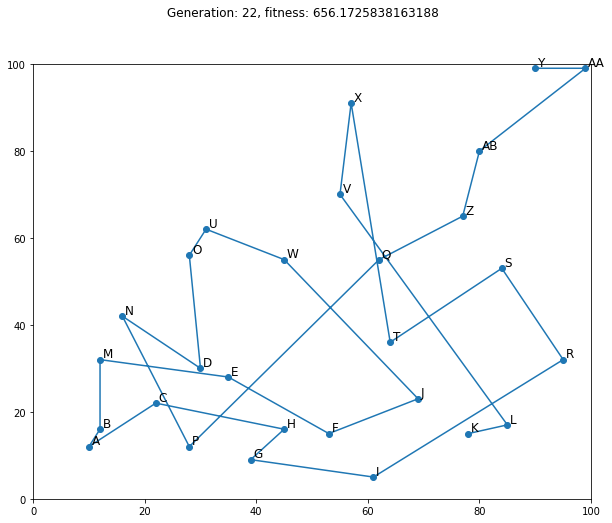 Generation: 22, fitness: 656.1725838163188
100
Y
AA
X
80
AB
V
Z
U
60
O
W
Q
S
N
40
T
M
R
D
E
J
20
C
B
H
F
K
L
A
P
G
I
0
0
20
40
60
80
100